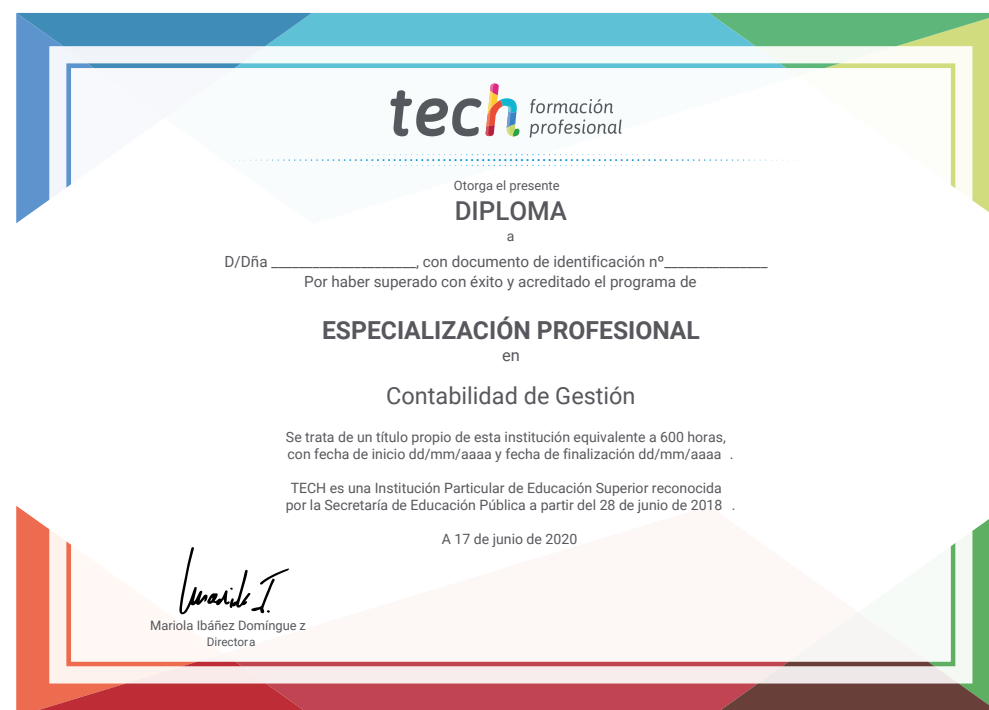 tech formación
profesional
Otorga el presente
DIPLOMA
a
D/Dña ____________________, con documento de identificación nº______________
Por haber superado con éxito y acreditado el programa de
ESPECIALIZACIÓN PROFESIONAL
en
Contabilidad de Gestión
Se trata de un título propio de esta institución equivalente a 600 horas,
con fecha de inicio dd/mm/aaaa y fecha de finalización dd/mm/aaaa .
TECH es una Institución Particular de Educación Superior reconocida
por la Secretaría de Educación Pública a partir del 28 de junio de 2018 .
A 17 de junio de 2020
Mariola I.
Mariola Ibáñez Domíngue z
Directora